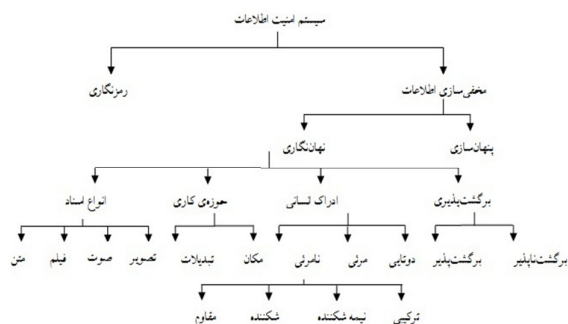 سیستم امنیت اطلاعات
مخفی‌سازی اطلاعات رمزنگاری
پنهان‌سازی نهان‌نگاری
برگشت‌پذیری ادراک انسانی حوزه‌ی کاری انواع اسناد
برگشت‌ناپذیر برگشت‌پذیر دوتایی مرئی نامرئی مکان تبدیلات تصویر صوت فیلم متن
ترکیبی نیمه شکننده شکننده مقاوم